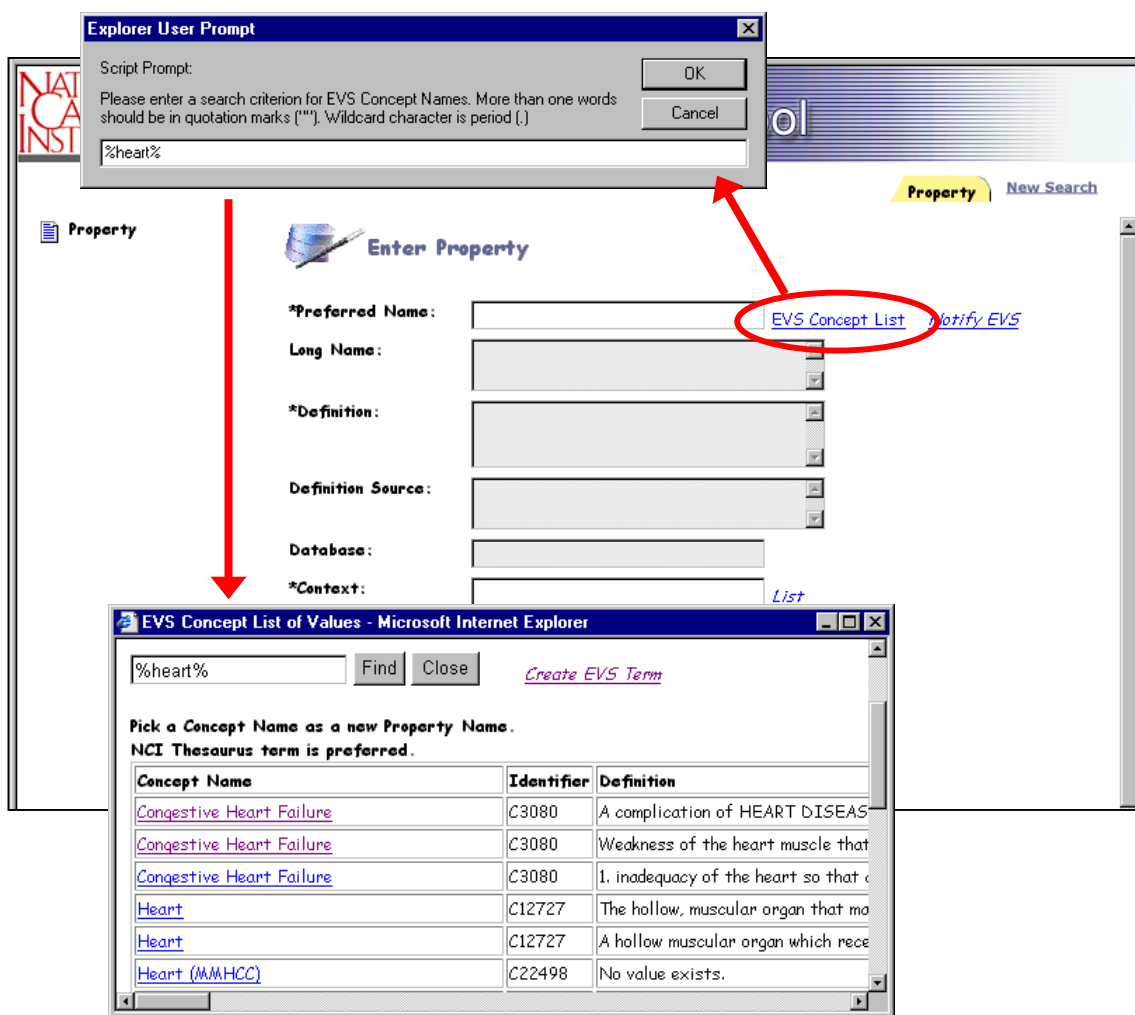 Explorer User Prompt
Script Prompt:
OK
Please enter a search criterion for EVS Concept Names. More than one words
should be in quotation marks (""). Wildcard character is period (.)
Cancel
%heart%
NAT
CA
INST
ool
Property
New Search
Property
Enter Property
*Preferred Name:
EVS Concept List
Notify EVS
Long Name:
*Definition:
Definition Source:
Database:
*Context:
List
EVS Concept List of Values - Microsoft Internet Explorer
%heart%
Find
Close
Create EVS Term
Pick a Concept Name as a new Property Name.
NCI Thesaurus term is preferred.
Concept Name Identifier Definition
Congestive Heart Failure C3080 A complication of HEART DISEAS
Congestive Heart Failure C3080 Weakness of the heart muscle that
Congestive Heart Failure C3080 1. inadequacy of the heart so that
Heart C12727 The hollow, muscular organ that ma
Heart C12727 A hollow muscular organ which rece
Heart (MMHCC) C22498 No value exists.